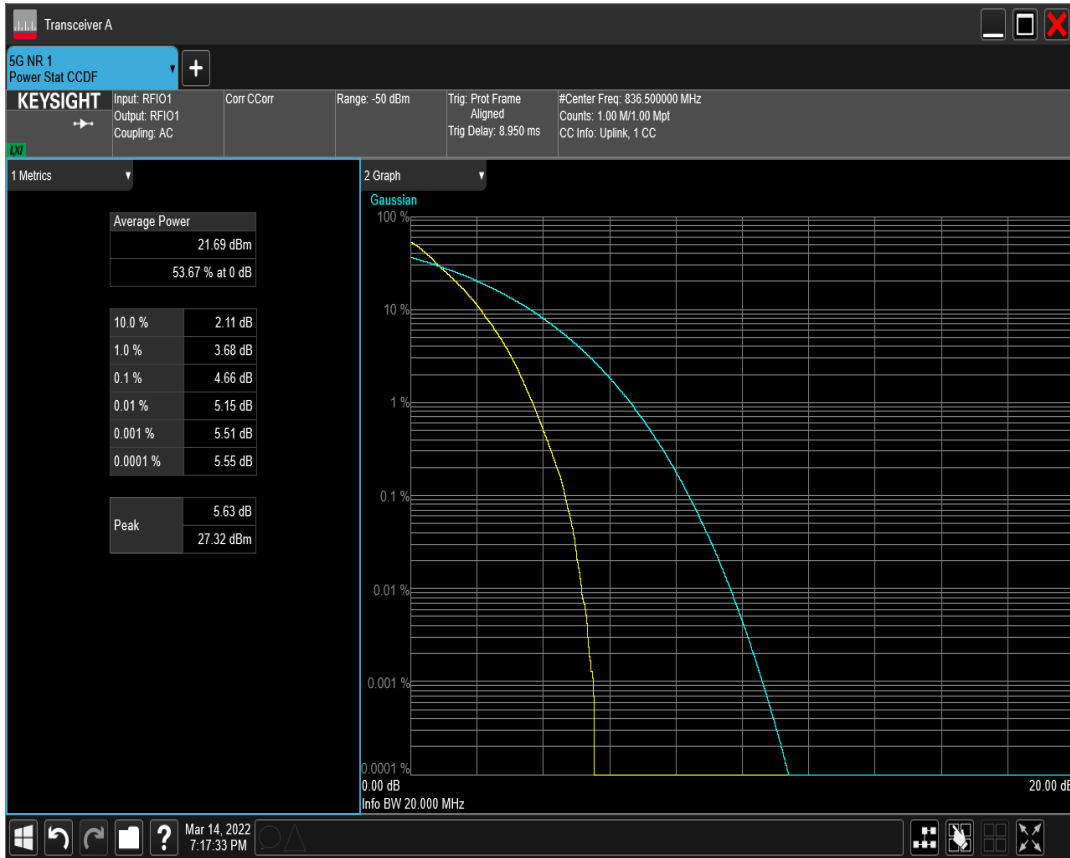 Transceiver A
5G NR 1
Power Stat CCDF
KEYSIGHT
LXI
Input: RFIO1
Output: RFIO1
Coupling: AC
Corr CCorr
Range: -50 dBm
Trig: Prot Frame
Aligned
Trig Delay: 8.950 ms
#Center Freq: 836.500000 MHz
Counts: 1.00 M/1.00 Mpt
CC Info: Uplink, 1 CC
1 Metrics
Average Power
21.69 dBm
53.67 % at 0 dB
10.0 % 2.11 dB
1.0 % 3.68 dB
0.1 % 4.66 dB
0.01 % 5.15 dB
0.001 % 5.51 dB
0.0001 % 5.55 dB
Peak 5.63 dB
27.32 dBm
2 Graph
Gaussian
100 %
10 %
1 %
0.1 %
0.01 %
0.001 %
0.0001 %
0.00 dB 20.00 dB
Info BW 20.000 MHz
Mar 14, 2022
7:17:33 PM